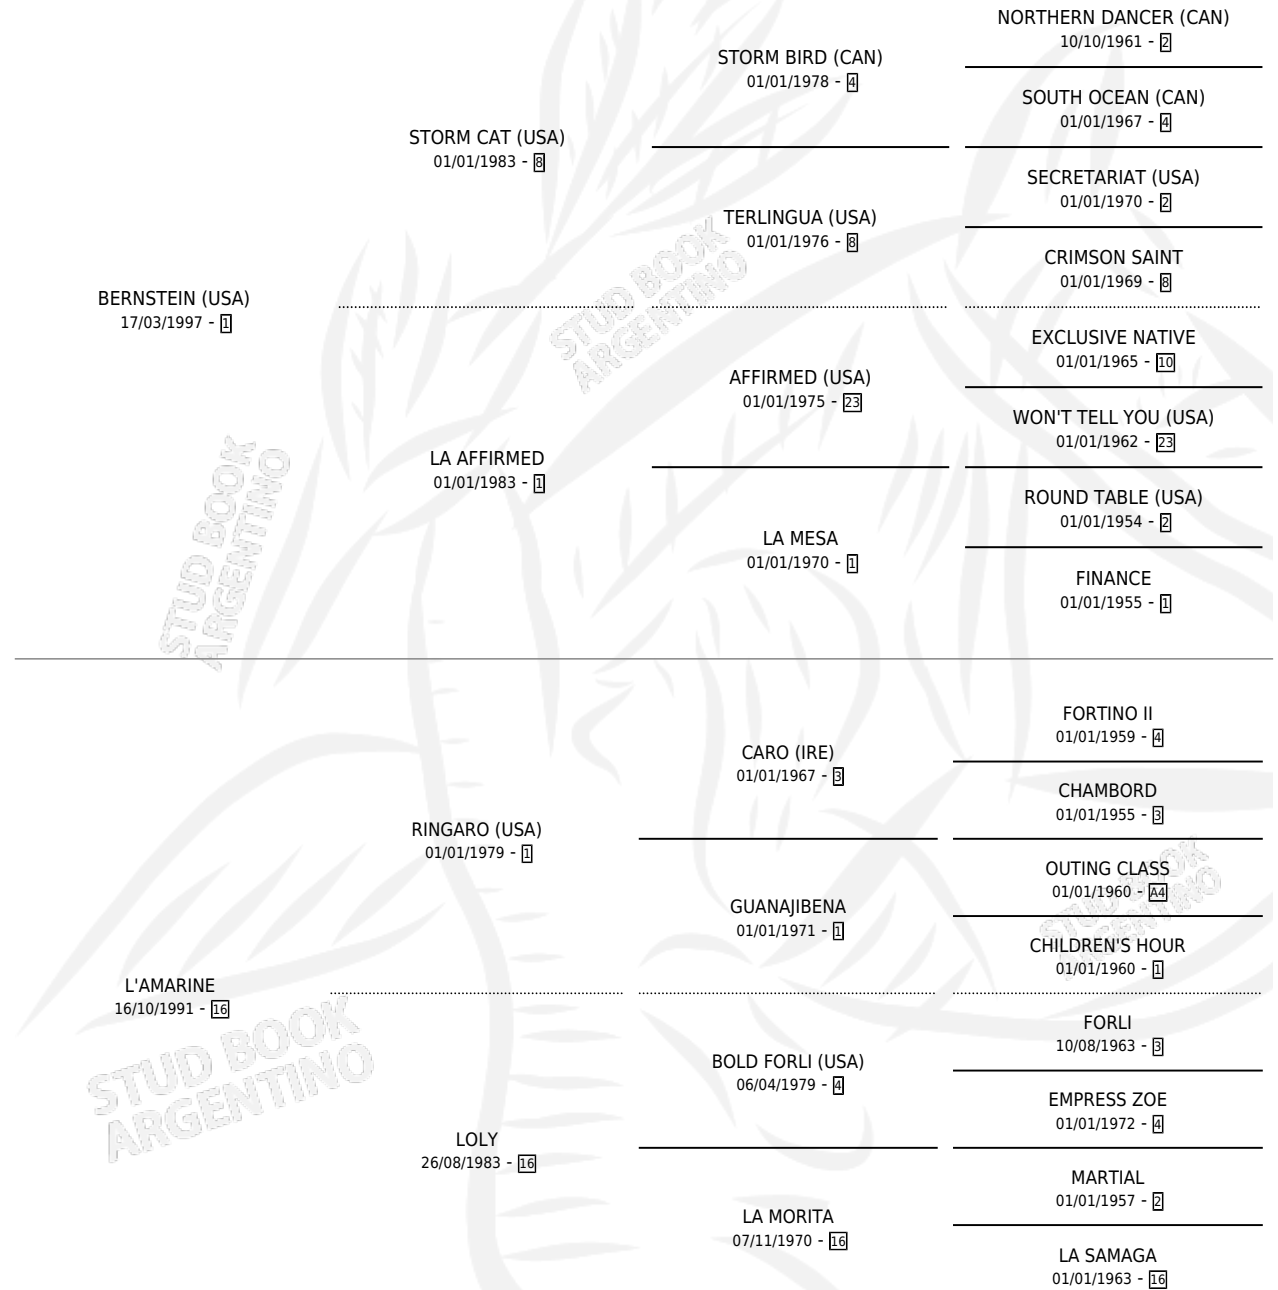 NORTHERN DANCER (CAN)
10/10/1961 - 2
STORM BIRD (CAN)
01/01/1978 - 4
SOUTH OCEAN (CAN)
01/01/1967 - 4
STORM CAT (USA)
01/01/1983 - 8
SECRETARIAT (USA)
01/01/1970 - 2
TERLINGUA (USA)
01/01/1976 - 8
CRIMSON SAINT
01/01/1969 - 8
BERNSTEIN (USA)
17/03/1997 - 1
EXCLUSIVE NATIVE
01/01/1965 - 10
AFFIRMED (USA)
01/01/1975 - 23
WON'T TELL YOU (USA)
01/01/1962 - 23
LA AFFIRMED
01/01/1983 - 1
ROUND TABLE (USA)
01/01/1954 - 2
LA MESA
01/01/1970 - 1
FINANCE
01/01/1955 - 1
STUD BOOK
ARGENTINO
STUD BOOK
ARGENTINO
FORTINO II
01/01/1959 - 4
CARO (IRE)
01/01/1967 - 3
CHAMBORD
01/01/1955 - 3
RINGARO (USA)
01/01/1979 - 1
OUTING CLASS
01/01/1960 - A4
GUANAJIBENA
01/01/1971 - 1
CHILDREN'S HOUR
01/01/1960 - 1
L'AMARINE
16/10/1991 - 16
FORLI
10/08/1963 - 3
BOLD FORLI (USA)
06/04/1979 - 4
EMPRESS ZOE
01/01/1972 - 4
LOLY
26/08/1983 - 16
MARTIAL
01/01/1957 - 2
LA MORITA
07/11/1970 - 16
LA SAMAGA
01/01/1963 - 16
STUD BOOK
ARGENTINO
STUD BOOK
ARGENTINO